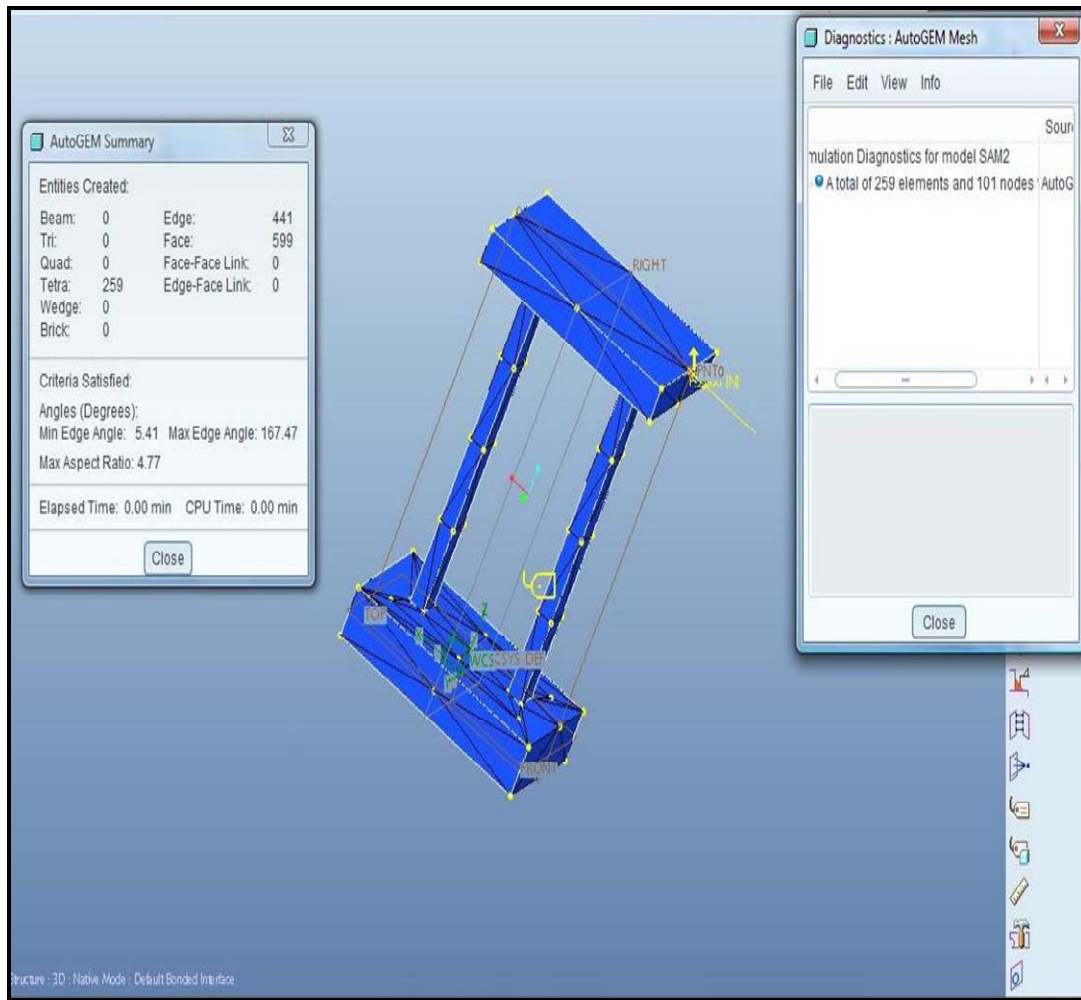 AutoGEM Summary
Entities Created:
Beam: 0 Edge: 441
Tri: 0 Face: 599
Quad: 0 Face-Face Link: 0
Tetra: 259 Edge-Face Link: 0
Wedge: 0
Brick: 0
Criteria Satisfied:
Angles (Degrees):
Min Edge Angle: 5.41 Max Edge Angle: 167.47
Max Aspect Ratio: 4.77
Elapsed Time: 0.00 min CPU Time: 0.00 min
Close
Diagnostics : AutoGEM Mesh
File Edit View Info
Sour
mulation Diagnostics for model SAM2
A total of 259 elements and 101 nodes AutoG
Close
RIGHT
PNT0
[N]
TOP
Z
WCS CSYS_DEF
FRONT
tructure : 3D : Native Mode : Default Bonded Interface